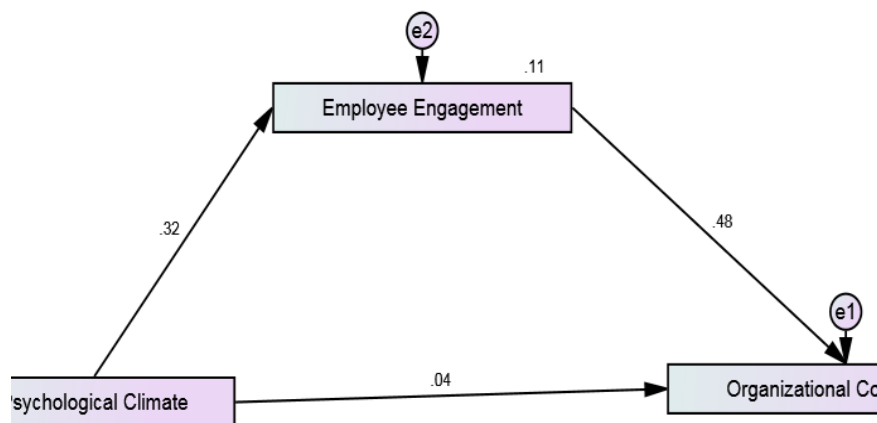 e2
.11
Employee Engagement
.32
.48
e1
.04
sychological Climate
Organizational Co